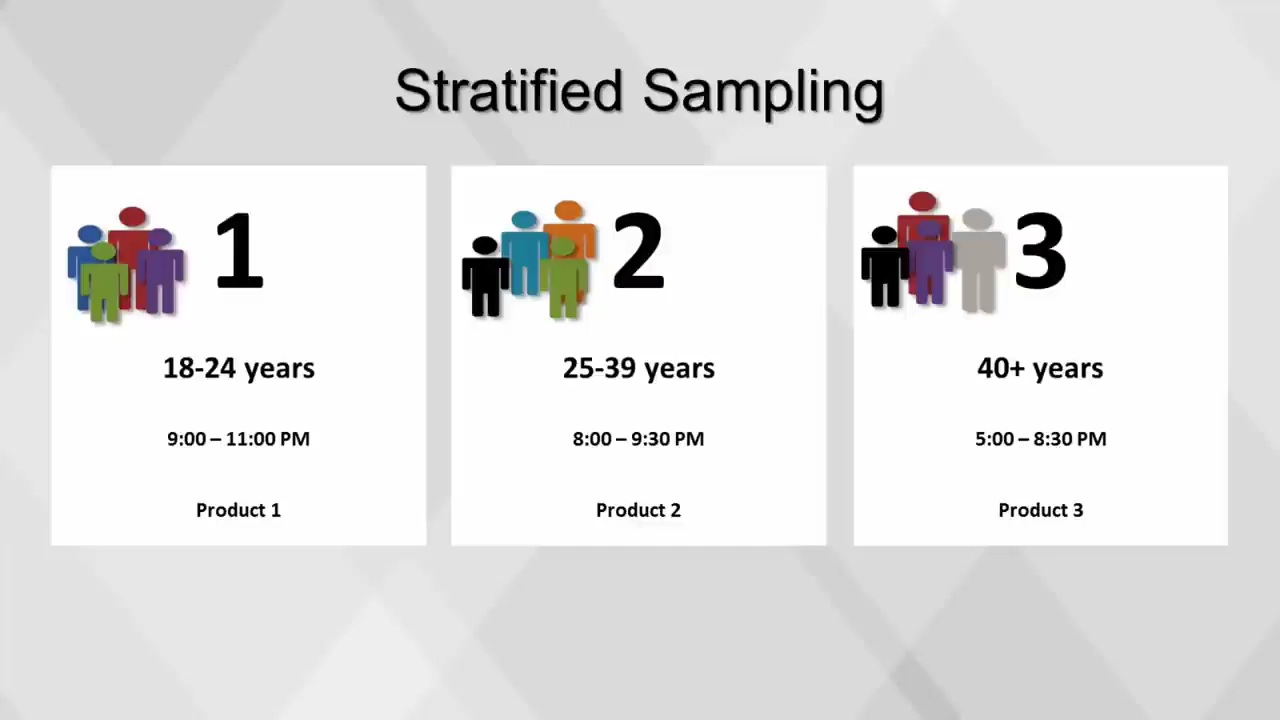 Stratified Sampling
1
18-24 years
9:00 – 11:00 PM
Product 1
2
25-39 years
8:00 – 9:30 PM
Product 2
3
40+ years
5:00 – 8:30 PM
Product 3